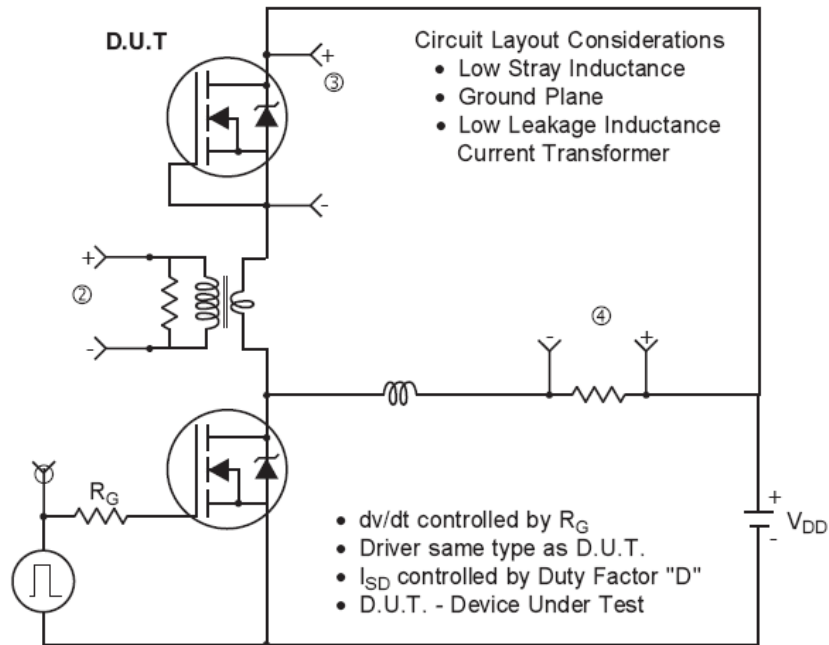 D.U.T
Circuit Layout Considerations
• Low Stray Inductance
• Ground Plane
• Low Leakage Inductance
Current Transformer
+
③
-
+
②
-
④
-
+
R_G
+
V_DD
-
• dv/dt controlled by R_G
• Driver same type as D.U.T.
• I_SD controlled by Duty Factor "D"
• D.U.T. - Device Under Test